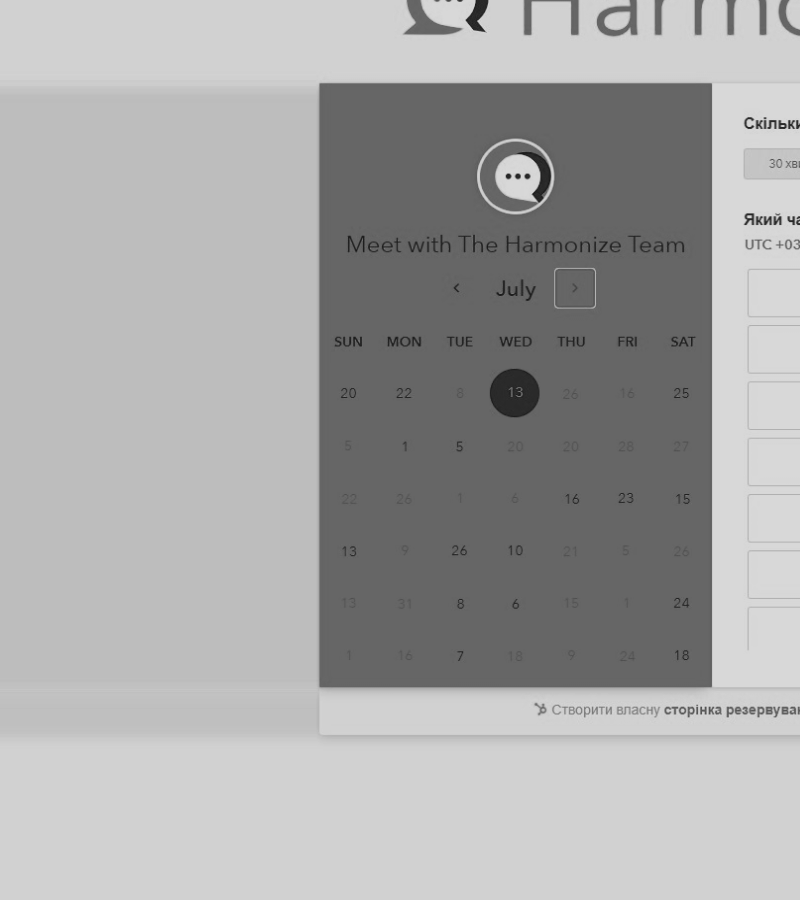 Harmo
Скільки
30 хви
Meet with The Harmonize Team
Який ча
UTC +03
July
SUN MON TUE WED THU FRI SAT
20 22 8 13 26 16 25
5 1 5 20 20 28 27
22 26 1 6 16 23 15
13 9 26 10 21 5 26
13 31 8 6 15 1 24
1 16 7 18 9 24 18
Створити власну сторінка резервуван